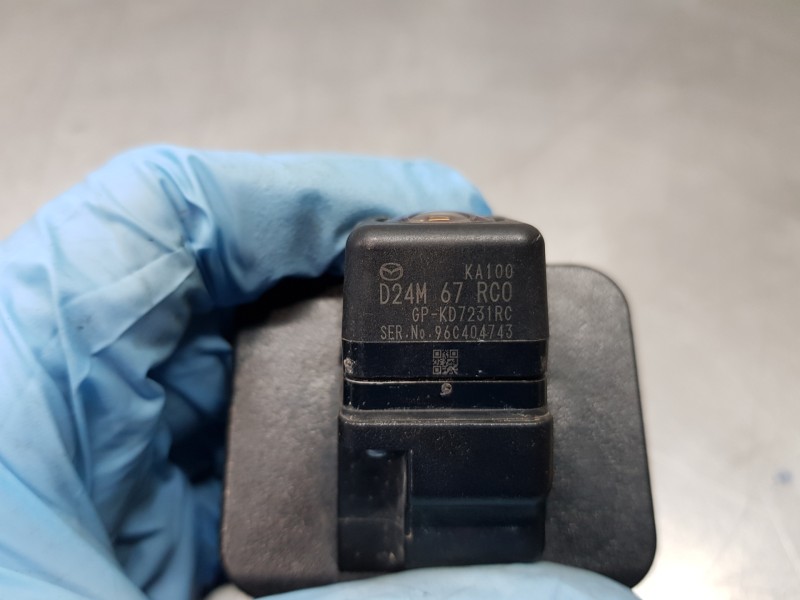 KA100
D24M 67 RC0
GP-KD7231RC
SER.No.96C404743